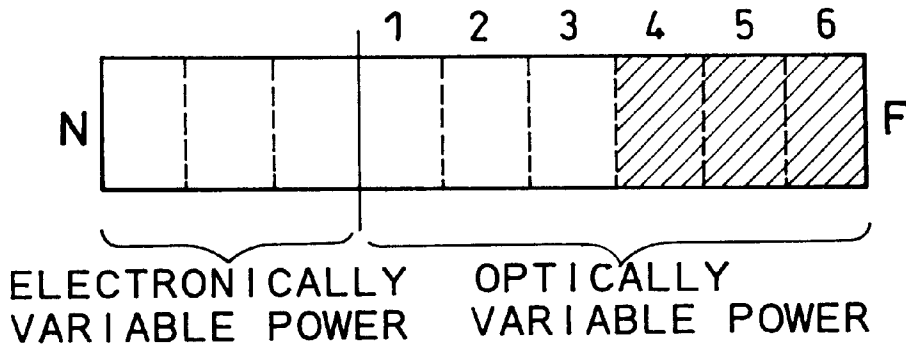 1 2 3 4 5 6
N F
ELECTRONICALLY
VARIABLE POWER
OPTICALLY
VARIABLE POWER